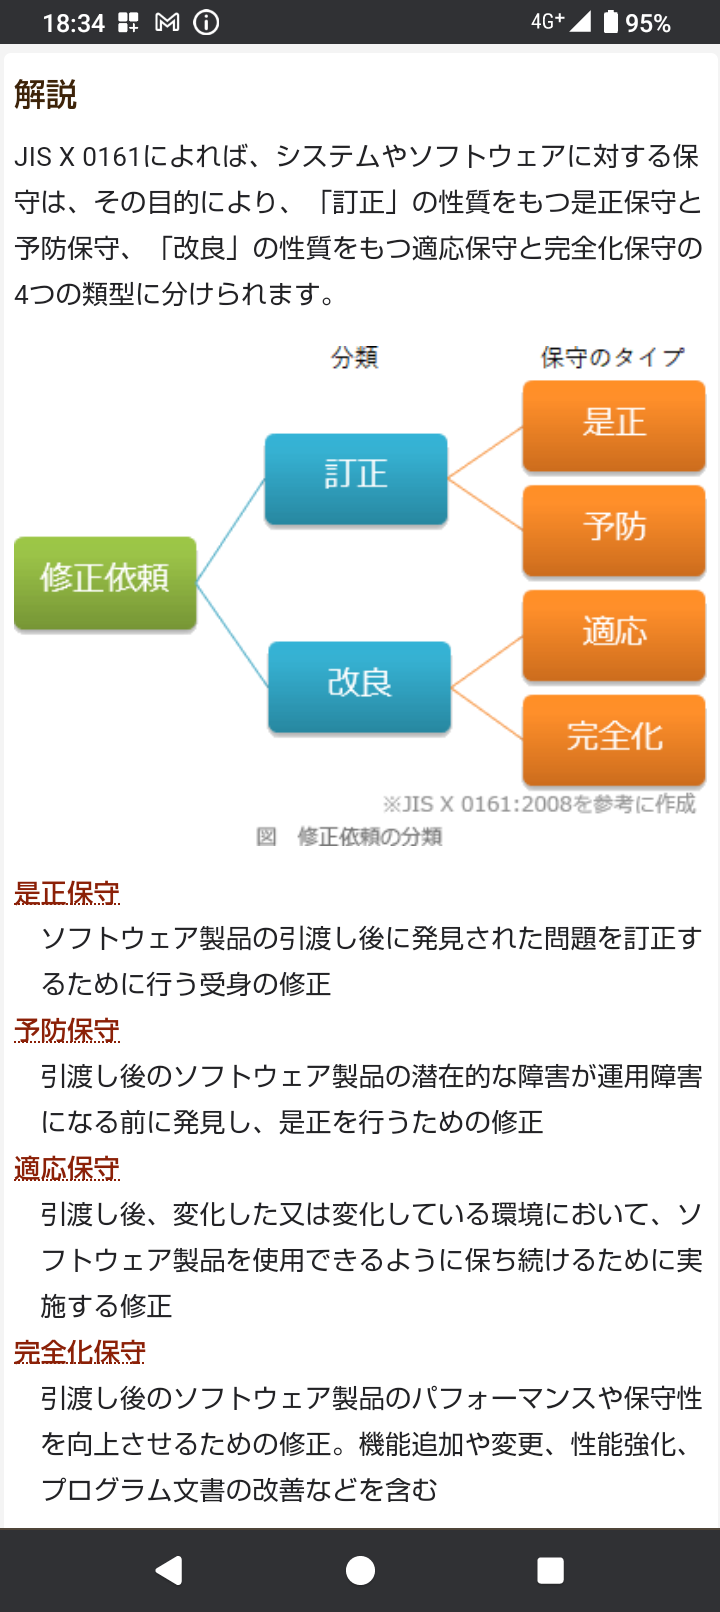 18:34
4G+ 95%
解説
JIS X 0161によれば、システムやソフトウェアに対する保
守は、その目的により、「訂正」の性質をもつ是正保守と
予防保守、「改良」の性質をもつ適応保守と完全化保守の
4つの類型に分けられます。
分類
保守のタイプ
是正
訂正
予防
修正依頼
適応
改良
完全化
※JIS X 0161:2008を参考に作成
図　修正依頼の分類
是正保守
ソフトウェア製品の引渡し後に発見された問題を訂正す
るために行う受身の修正
予防保守
引渡し後のソフトウェア製品の潜在的な障害が運用障害
になる前に発見し、是正を行うための修正
適応保守
引渡し後、変化した又は変化している環境において、ソ
フトウェア製品を使用できるように保ち続けるために実
施する修正
完全化保守
引渡し後のソフトウェア製品のパフォーマンスや保守性
を向上させるための修正。機能追加や変更、性能強化、
プログラム文書の改善などを含む